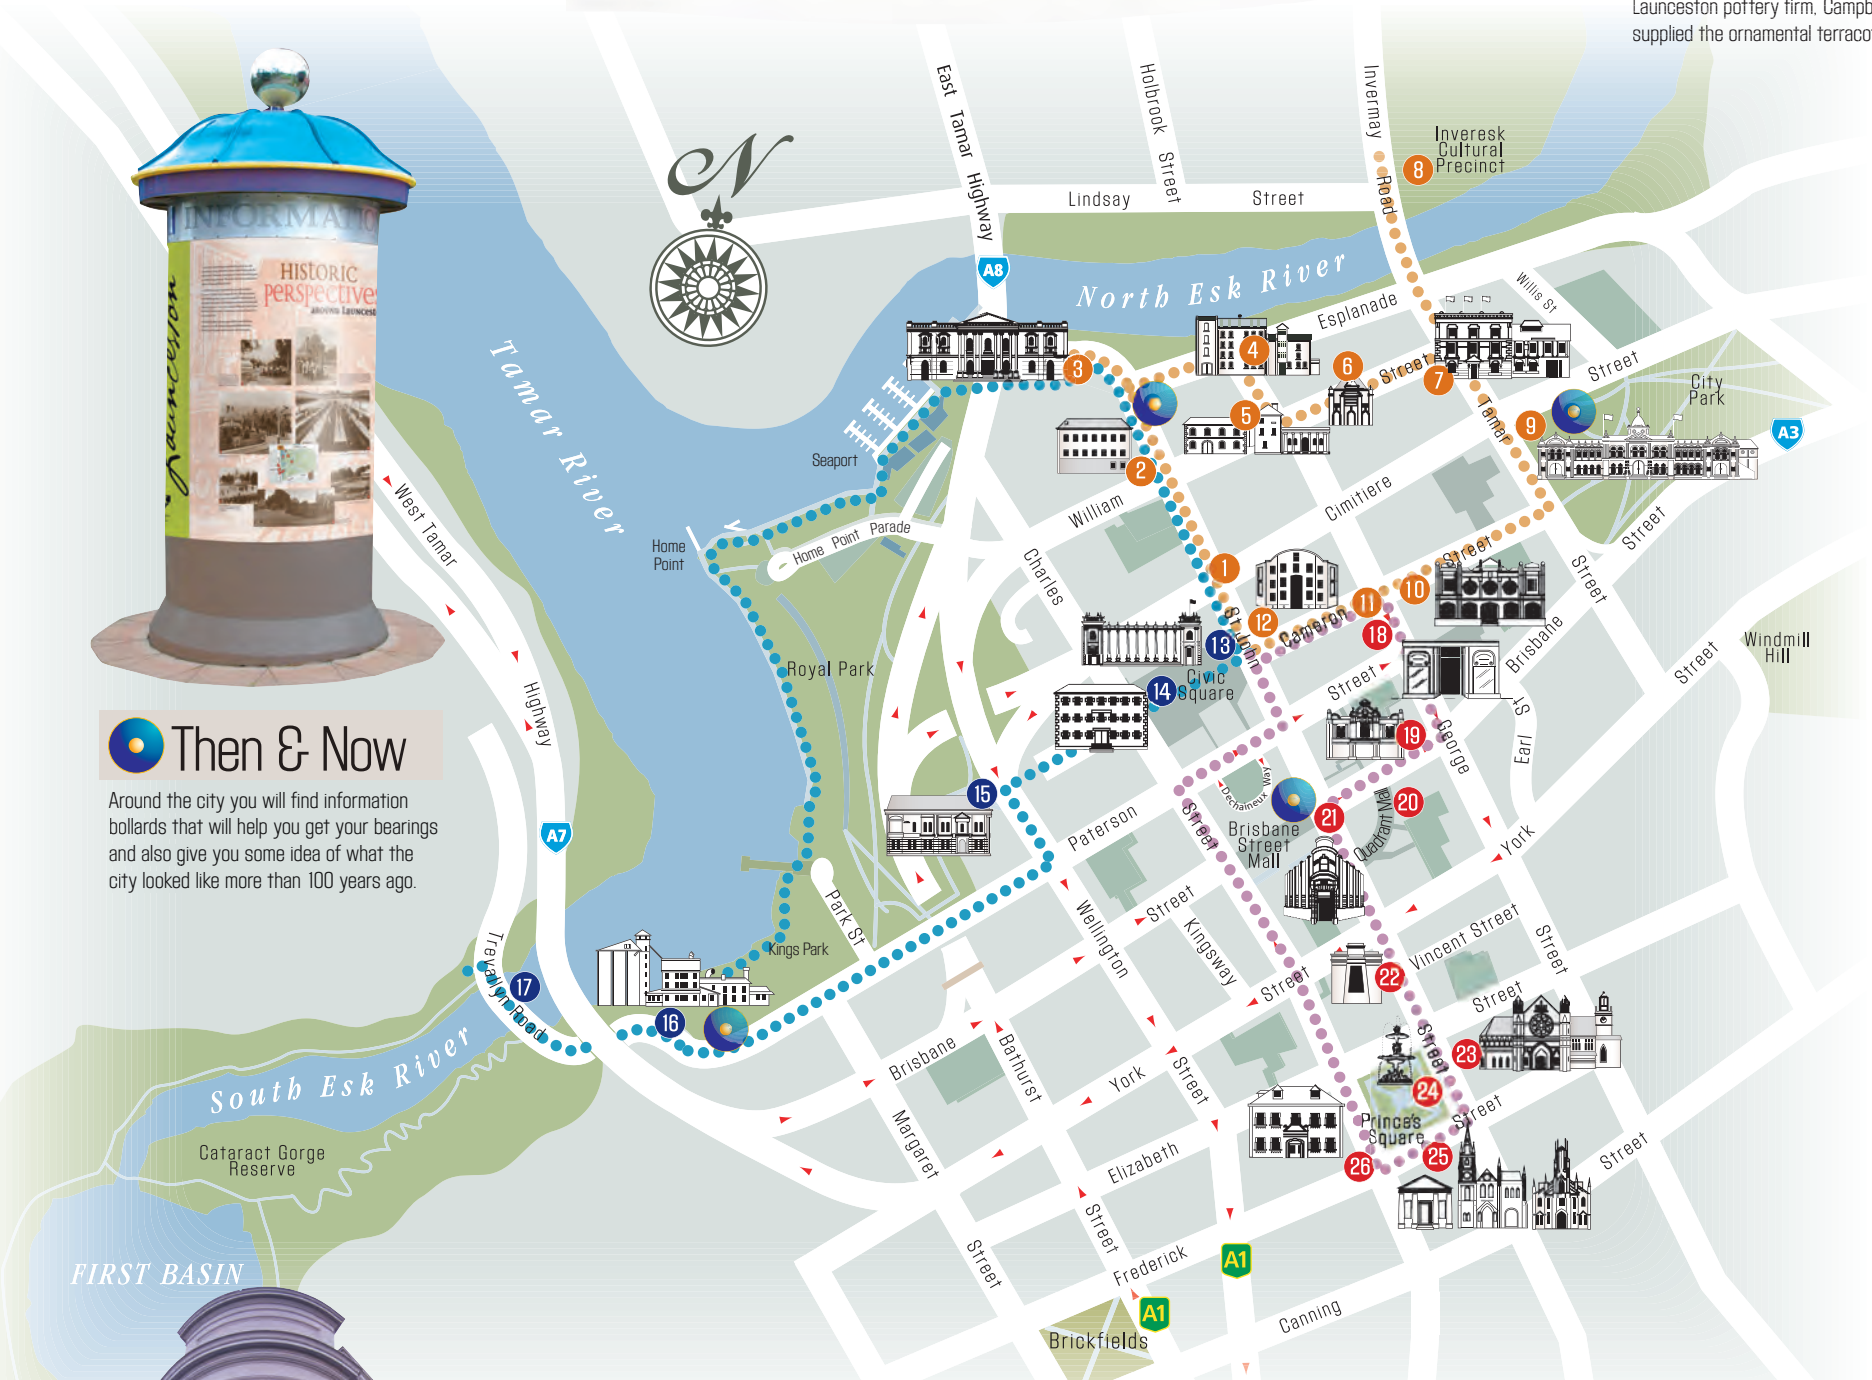 Launceston pottery firm, Campb
supplied the ornamental terraco
INFORMATIO
HISTORIC
PERSPECTIVES
AROUND LAUNCES
Launceston
Then & Now
Around the city you will find information
bollards that will help you get your bearings
and also give you some idea of what the
city looked like more than 100 years ago.
N
East Tamar Highway
Holbrook Street
Invermay Road
Inveresk
Cultural
Precinct
8
Lindsay Street
A8
North Esk River
Esplanade
Willis St
Street
City
Park
A3
Tamar River
Seaport
Home
Point
Home Point Parade
3
4
5
6
Street
7
Tamar
9
2
William
Cimitiere
Street
Street
Street
Charles
1
10
11
12
Cameron
St John
13
18
14
Civic
Square
Street
Brisbane
Street
Windmill
Hill
Earl St
George
19
Royal Park
West Tamar
Highway
A7
15
Paterson
Street
Dechaineux Way
Brisbane
Street
Mall
21
20
Quadrant Mall
York
Park St
Kings Park
Wellington
Street
Kingsway
Street
Vincent Street
Street
Street
22
23
Street
24
Prince's
Square
Street
25
26
Street
17
Trevallyn Road
16
South Esk River
Cataract Gorge
Reserve
FIRST BASIN
Brisbane
Bathurst
York
Street
Margaret
Elizabeth
Street
Street
Frederick
A1
A1
Canning
Brickfields